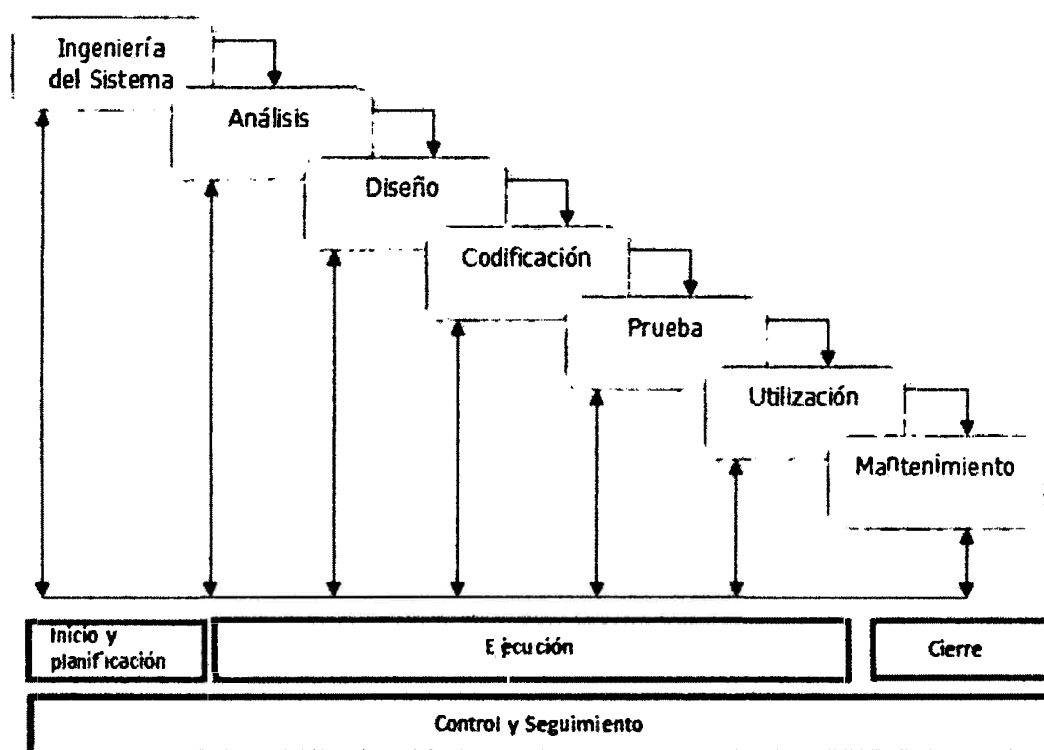 Ingeniería
del Sistema
Análisis
Diseño
Codificación
Prueba
Utilización
Mantenimiento
Inicio y
planificación
Ejecución
Cierre
Control y Seguimiento